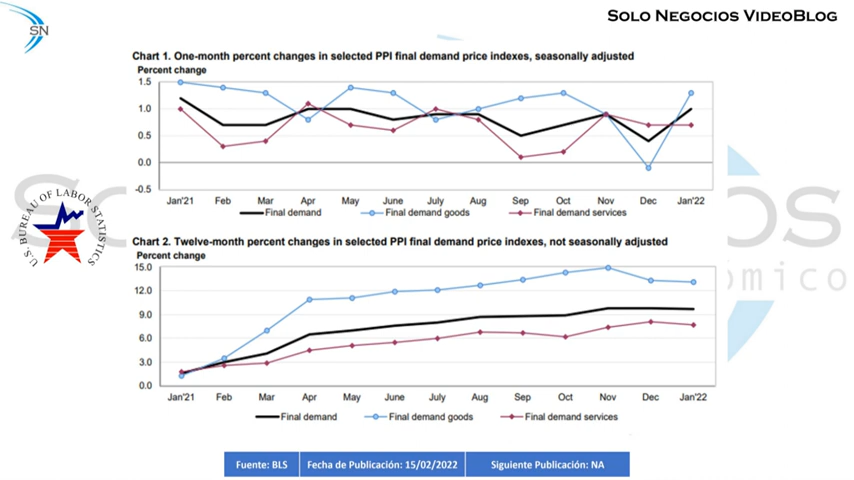 SN
SOLO NEGOCIOS VIDEOBLOG
Chart 1. One-month percent changes in selected PPI final demand price indexes, seasonally adjusted
Percent change
1.5
1.0
0.5
0.0
-0.5
Jan'21 Feb Mar Apr May June July Aug Sep Oct Nov Dec Jan'22
Final demand Final demand goods Final demand services
U.S. BUREAU OF LABOR STATISTICS
Chart 2. Twelve-month percent changes in selected PPI final demand price indexes, not seasonally adjusted
Percent change
15.0
12.0
9.0
6.0
3.0
0.0
Jan'21 Feb Mar Apr May June July Aug Sep Oct Nov Dec Jan'22
Final demand Final demand goods Final demand services
Fuente: BLS Fecha de Publicación: 15/02/2022 Siguiente Publicación: NA